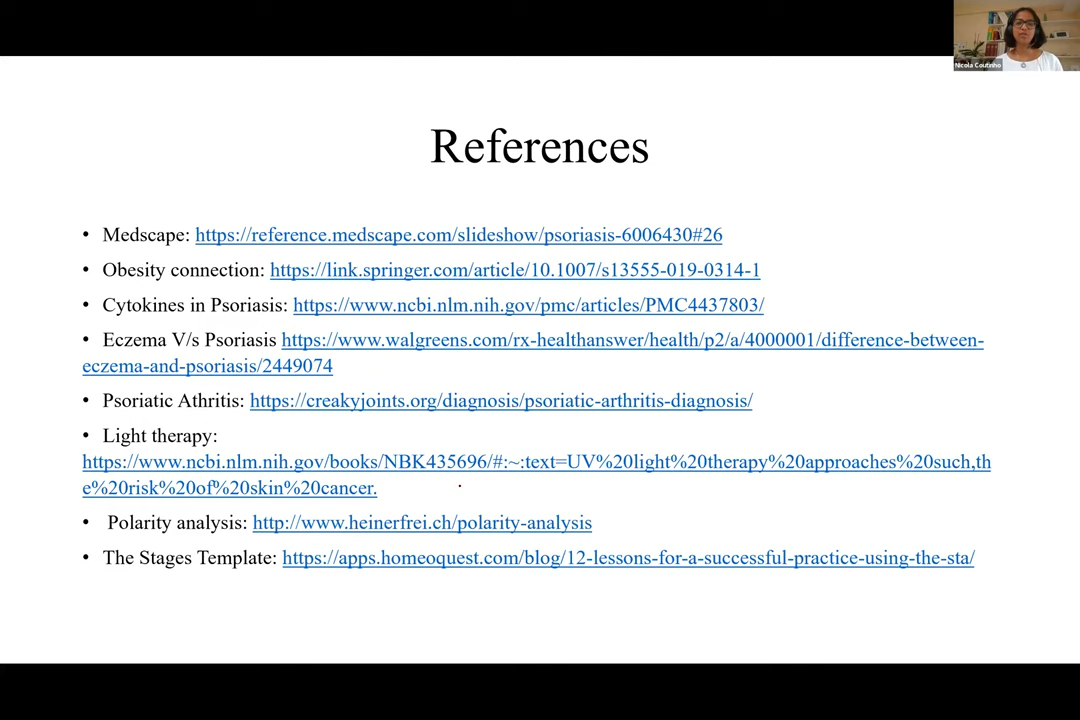 Nicola Coutinho
References
• Medscape: https://reference.medscape.com/slideshow/psoriasis-6006430#26
• Obesity connection: https://link.springer.com/article/10.1007/s13555-019-0314-1
• Cytokines in Psoriasis: https://www.ncbi.nlm.nih.gov/pmc/articles/PMC4437803/
• Eczema V/s Psoriasis https://www.walgreens.com/rx-healthanswer/health/p2/a/4000001/difference-between-
eczema-and-psoriasis/2449074
• Psoriatic Athritis: https://creakyjoints.org/diagnosis/psoriatic-arthritis-diagnosis/
• Light therapy:
https://www.ncbi.nlm.nih.gov/books/NBK435696/#:~:text=UV%20light%20therapy%20approaches%20such,th
e%20risk%20of%20skin%20cancer.
• Polarity analysis: http://www.heinerfrei.ch/polarity-analysis
• The Stages Template: https://apps.homeoquest.com/blog/12-lessons-for-a-successful-practice-using-the-sta/